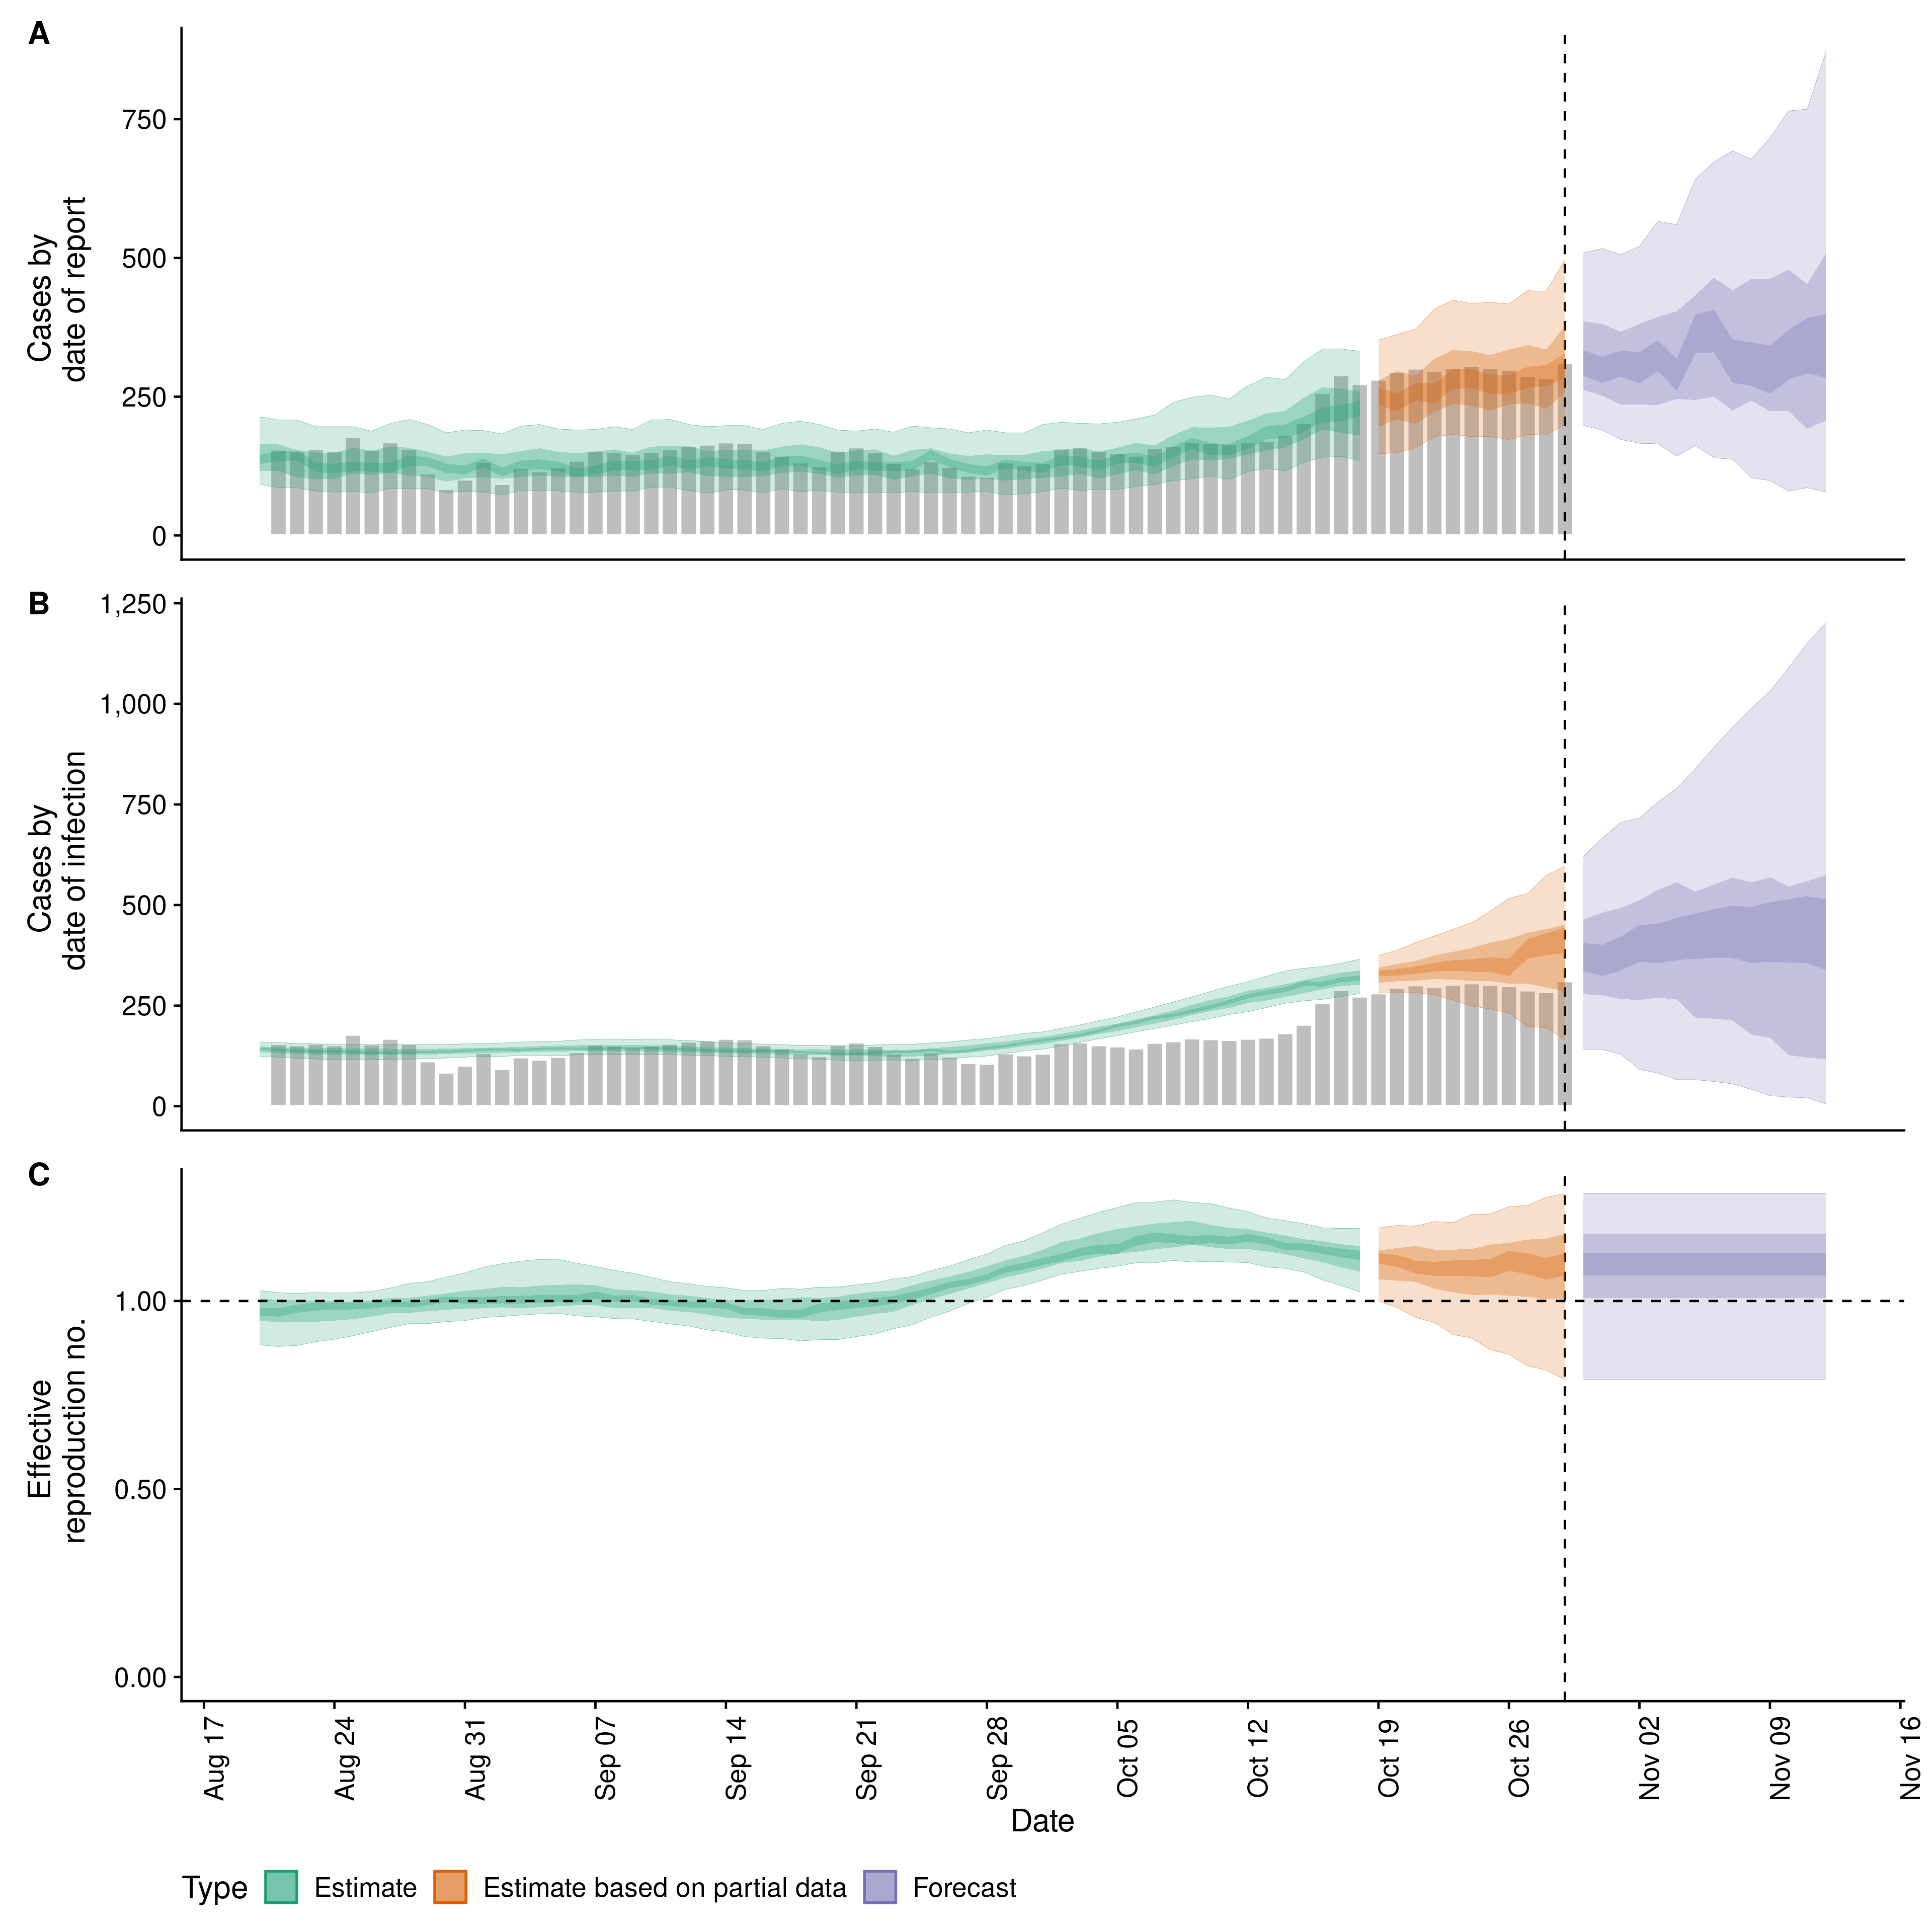 A
750
500
250
0
Cases by
date of report
B
1,250
1,000
750
500
250
0
Cases by
date of infection
C
1.00
0.50
0.00
Effective
reproduction no.
Aug 17
Aug 24
Aug 31
Sep 07
Sep 14
Sep 21
Sep 28
Oct 05
Oct 12
Oct 19
Oct 26
Nov 02
Nov 09
Nov 16
Date
Type Estimate Estimate based on partial data Forecast